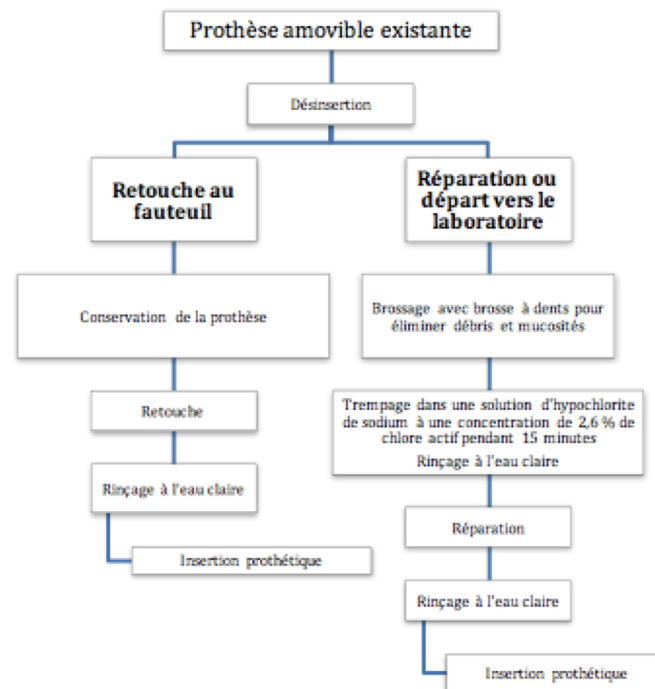 Prothèse amovible existante
Désinsertion
Retouche au
fauteuil
Conservation de la prothèse
Retouche
Rinçage à l'eau claire
Insertion prothétique
Réparation ou
départ vers le
laboratoire
Brossage avec brosse à dents pour
éliminer débris et mucosités
Trempage dans une solution d'hypochlorite
de sodium à une concentration de 2,6 % de
chlore actif pendant 15 minutes
Rinçage à l'eau claire
Réparation
Rinçage à l'eau claire
Insertion prothétique